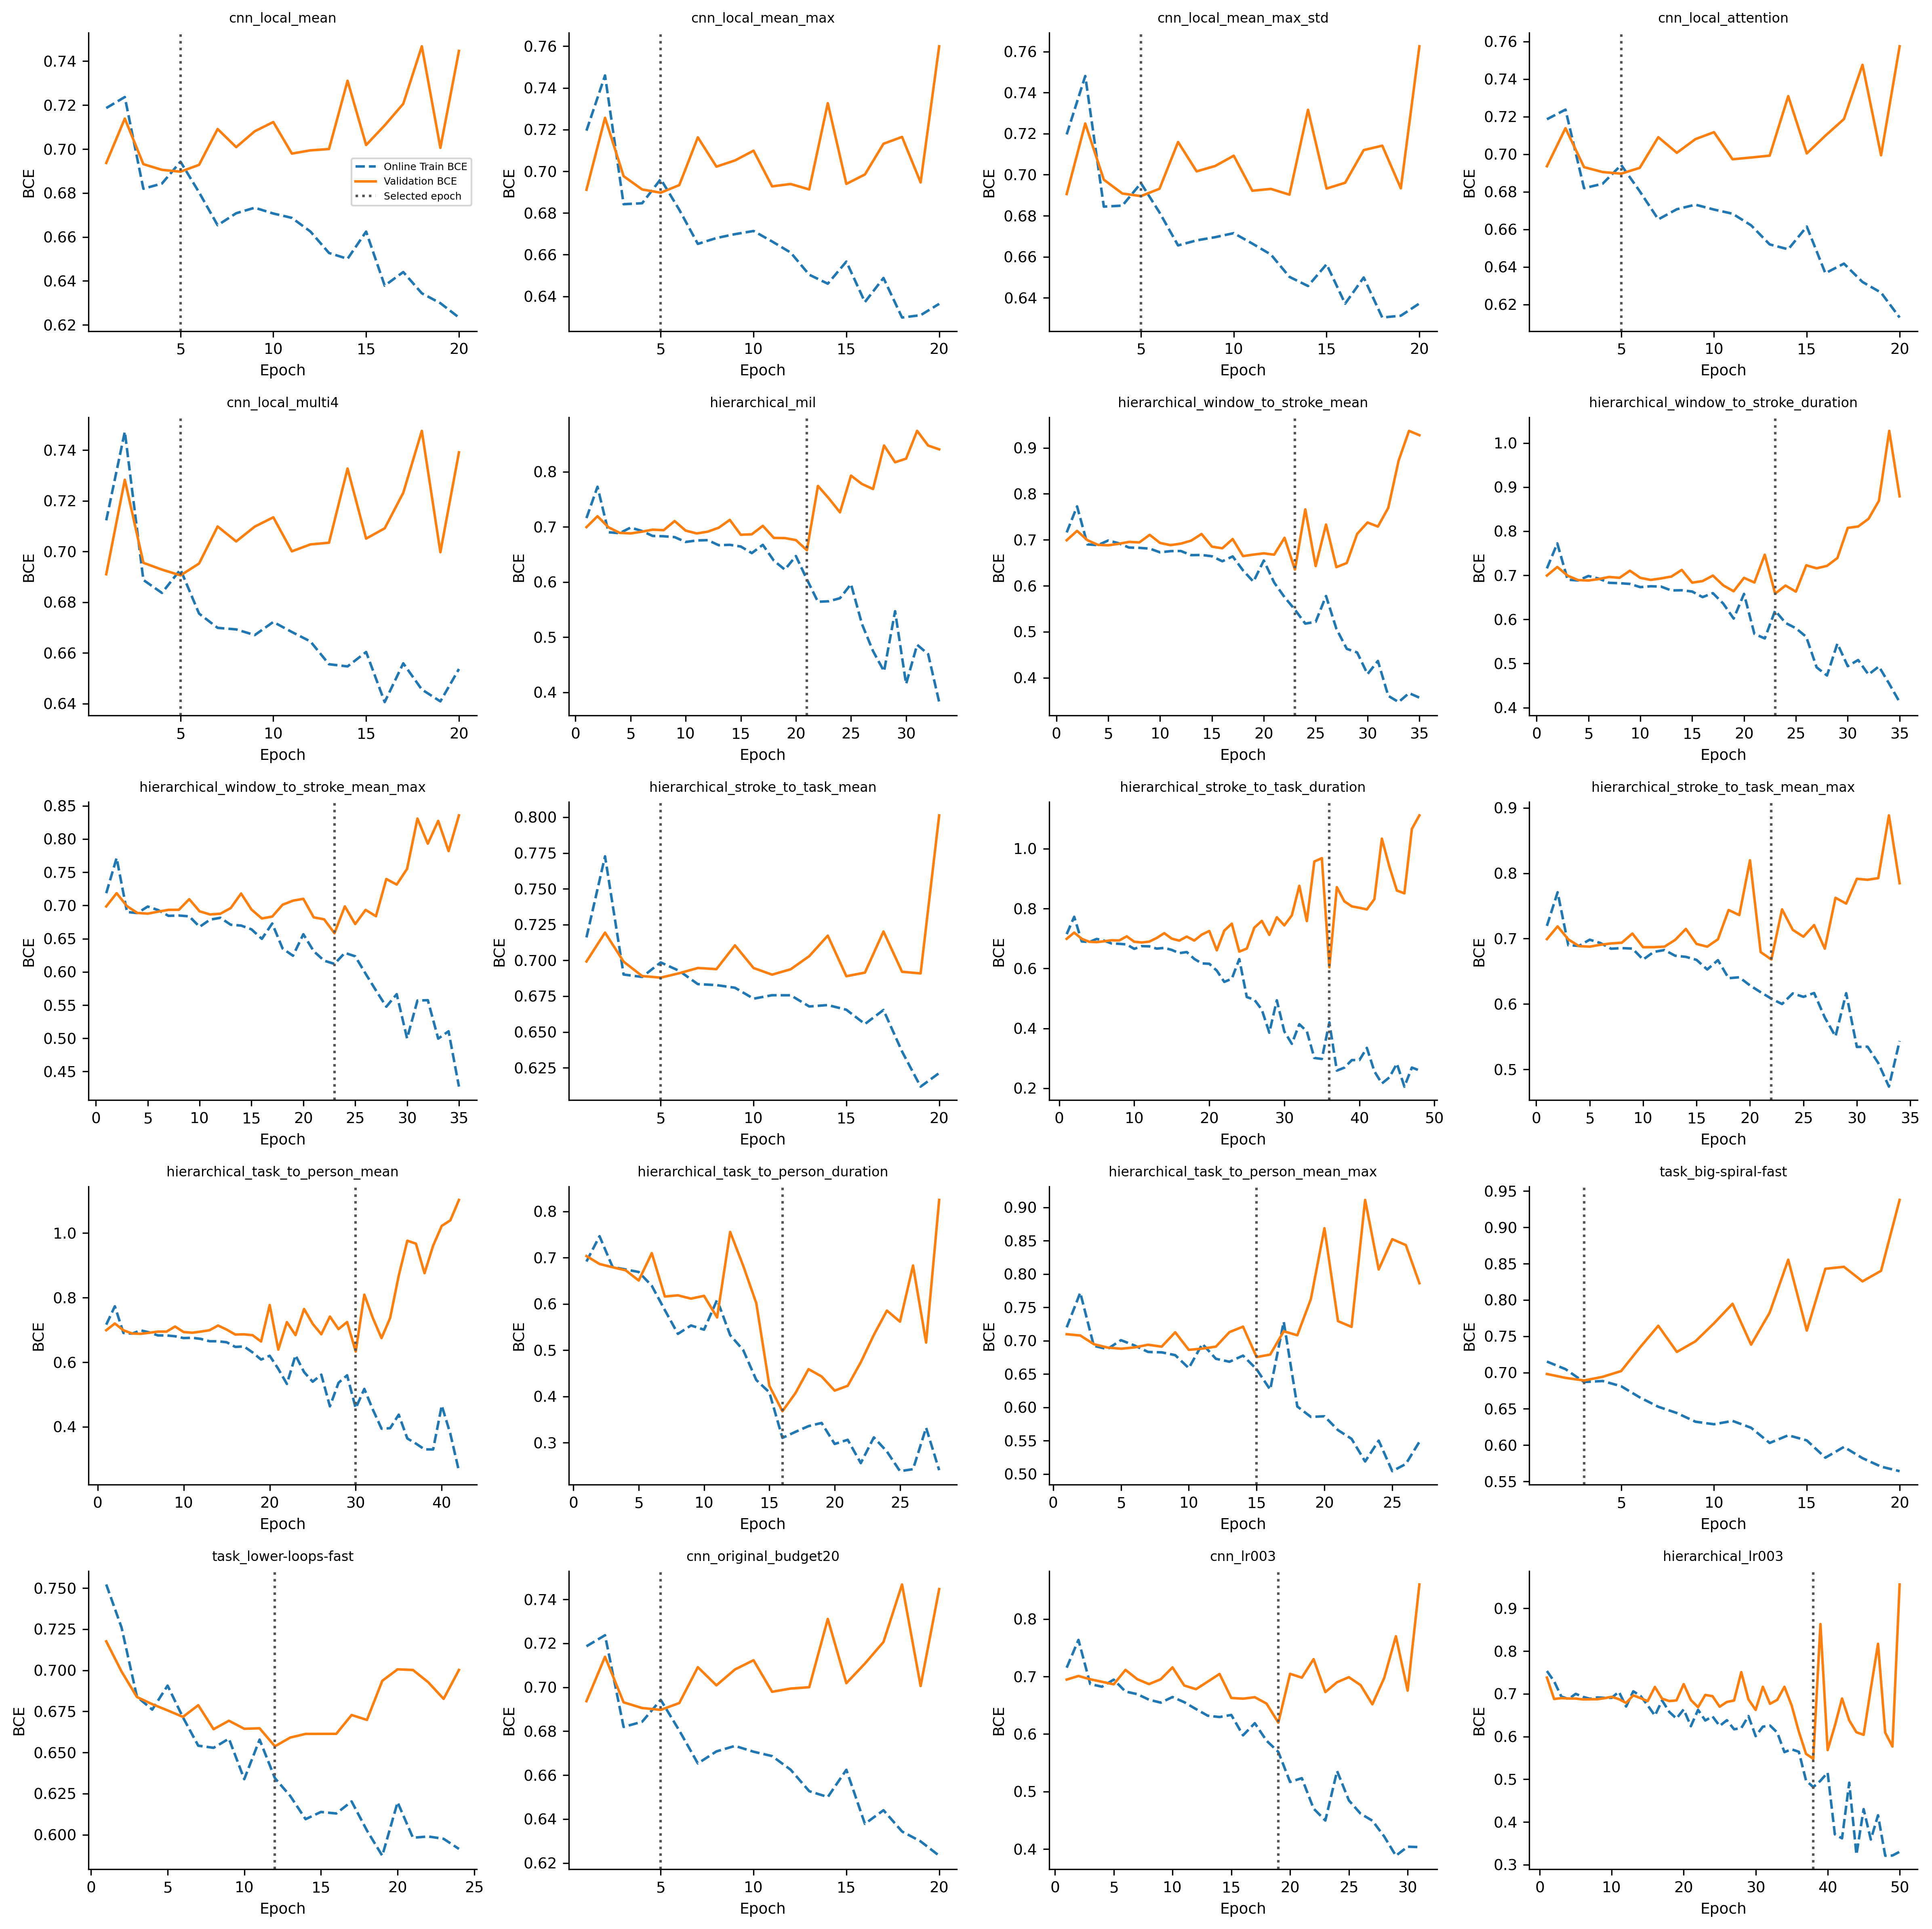 cnn_local_mean
BCE
0.74
0.72
0.70
0.68
0.66
0.64
0.62
5 10 15 20
Epoch
Online Train BCE
Validation BCE
Selected epoch
cnn_local_mean_max
BCE
0.76
0.74
0.72
0.70
0.68
0.66
0.64
5 10 15 20
Epoch
cnn_local_mean_max_std
BCE
0.76
0.74
0.72
0.70
0.68
0.66
0.64
5 10 15 20
Epoch
cnn_local_attention
BCE
0.76
0.74
0.72
0.70
0.68
0.66
0.64
0.62
5 10 15 20
Epoch
cnn_local_multi4
BCE
0.74
0.72
0.70
0.68
0.66
0.64
5 10 15 20
Epoch
hierarchical_mil
BCE
0.8
0.7
0.6
0.5
0.4
0 5 10 15 20 25 30
Epoch
hierarchical_window_to_stroke_mean
BCE
0.9
0.8
0.7
0.6
0.5
0.4
0 5 10 15 20 25 30 35
Epoch
hierarchical_window_to_stroke_duration
BCE
1.0
0.9
0.8
0.7
0.6
0.5
0.4
0 5 10 15 20 25 30 35
Epoch
hierarchical_window_to_stroke_mean_max
BCE
0.85
0.80
0.75
0.70
0.65
0.60
0.55
0.50
0.45
0 5 10 15 20 25 30 35
Epoch
hierarchical_stroke_to_task_mean
BCE
0.800
0.775
0.750
0.725
0.700
0.675
0.650
0.625
5 10 15 20
Epoch
hierarchical_stroke_to_task_duration
BCE
1.0
0.8
0.6
0.4
0.2
0 10 20 30 40 50
Epoch
hierarchical_stroke_to_task_mean_max
BCE
0.9
0.8
0.7
0.6
0.5
0 5 10 15 20 25 30 35
Epoch
hierarchical_task_to_person_mean
BCE
1.0
0.8
0.6
0.4
0 10 20 30 40
Epoch
hierarchical_task_to_person_duration
BCE
0.8
0.7
0.6
0.5
0.4
0.3
0 5 10 15 20 25
Epoch
hierarchical_task_to_person_mean_max
BCE
0.90
0.85
0.80
0.75
0.70
0.65
0.60
0.55
0.50
0 5 10 15 20 25
Epoch
task_big-spiral-fast
BCE
0.95
0.90
0.85
0.80
0.75
0.70
0.65
0.60
0.55
5 10 15 20
Epoch
task_lower-loops-fast
BCE
0.750
0.725
0.700
0.675
0.650
0.625
0.600
0 5 10 15 20 25
Epoch
cnn_original_budget20
BCE
0.74
0.72
0.70
0.68
0.66
0.64
0.62
5 10 15 20
Epoch
cnn_lr003
BCE
0.8
0.7
0.6
0.5
0.4
0 5 10 15 20 25 30
Epoch
hierarchical_lr003
BCE
0.9
0.8
0.7
0.6
0.5
0.4
0.3
0 10 20 30 40 50
Epoch